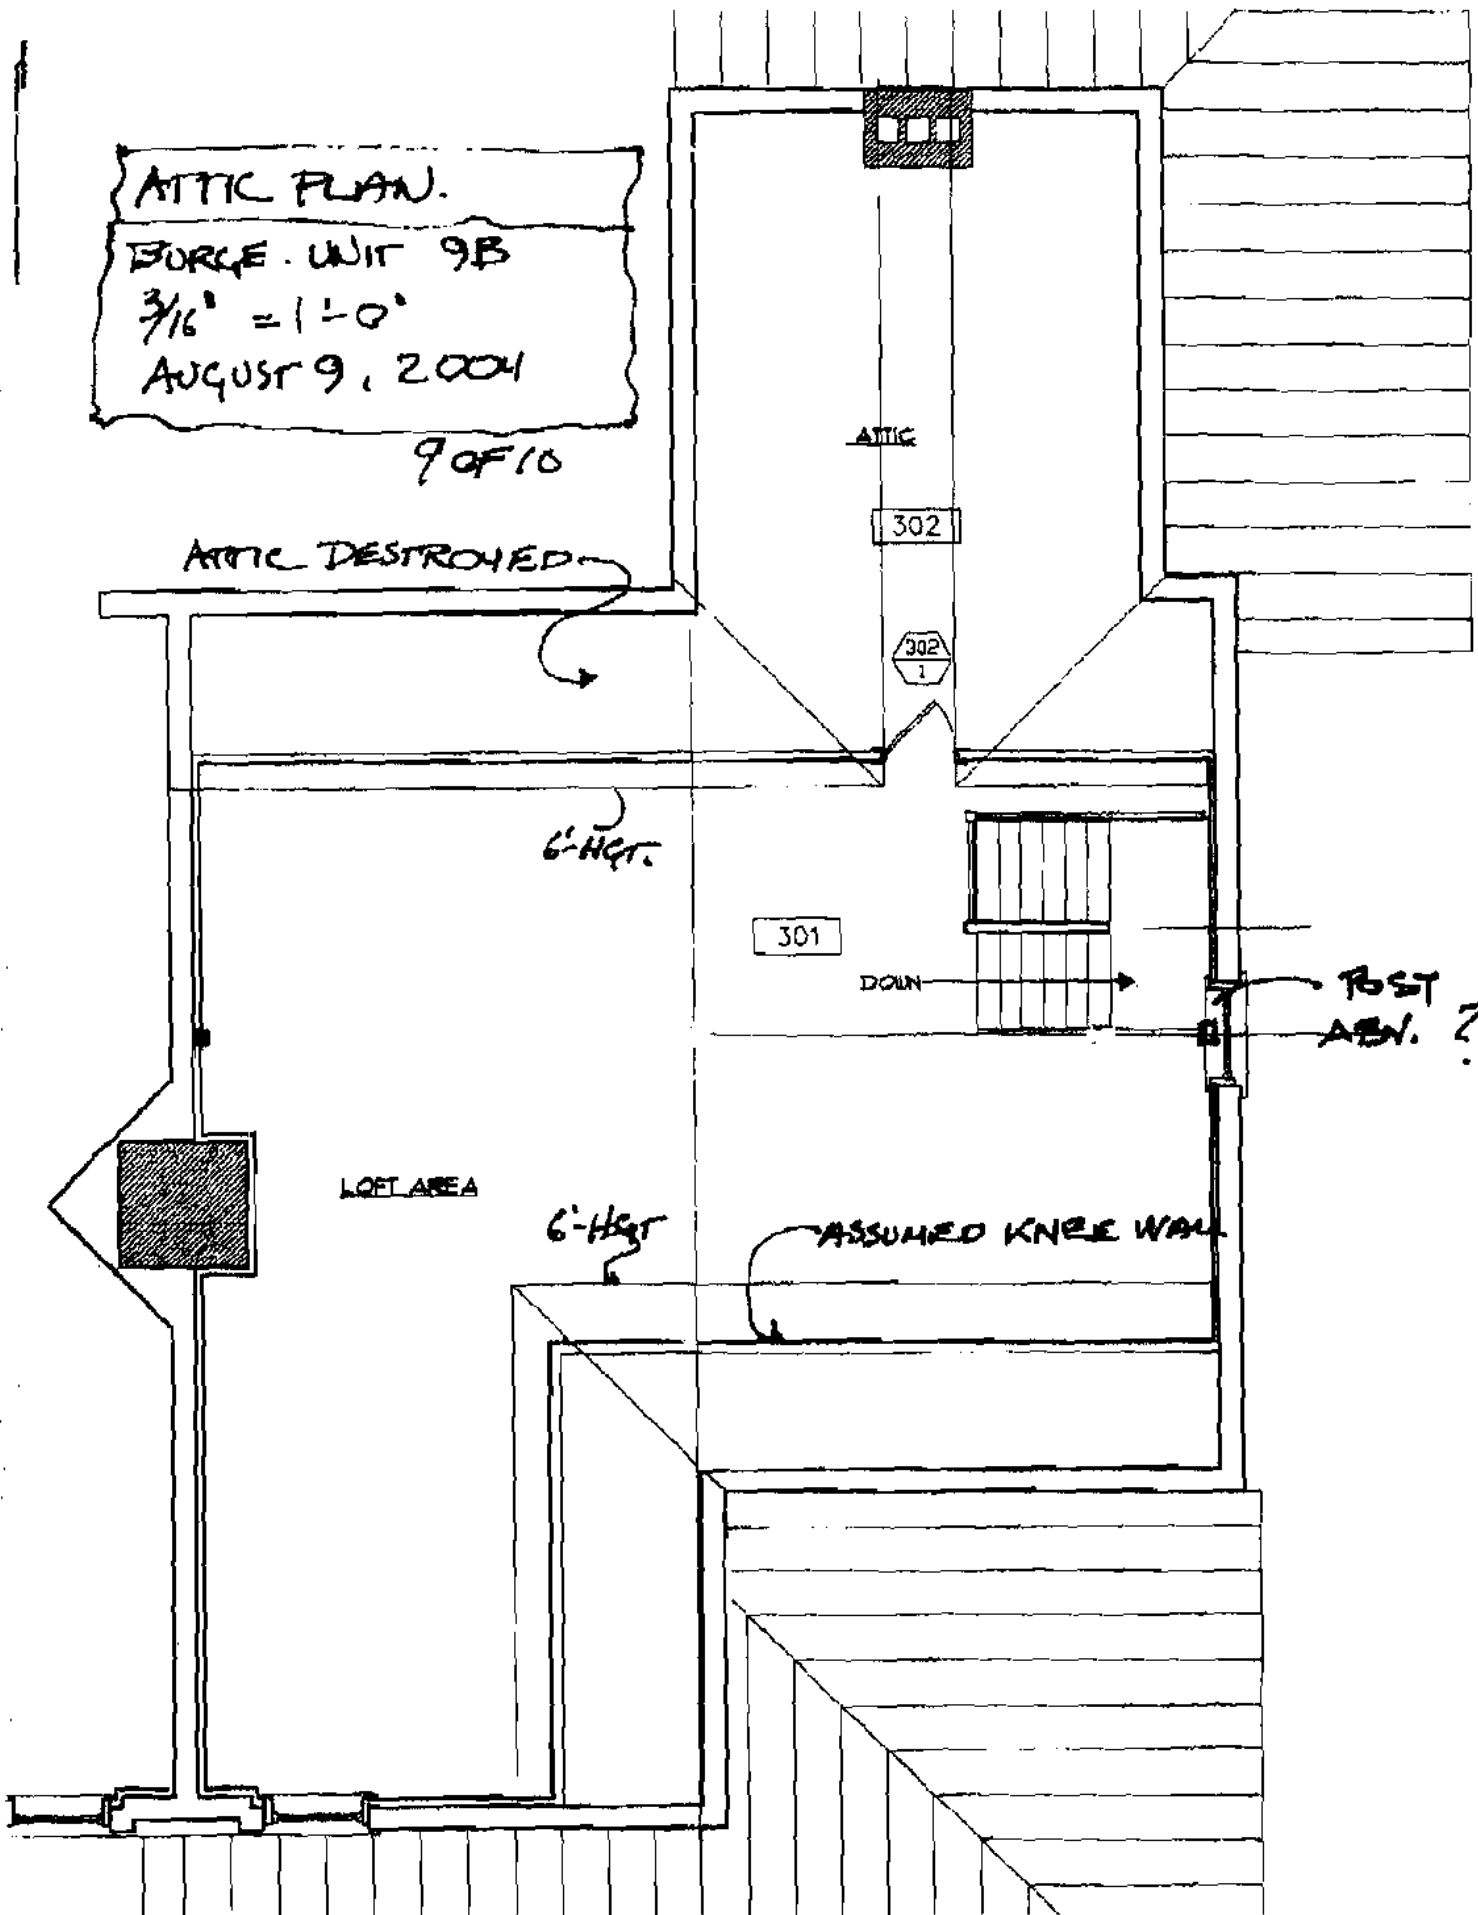 ATTIC PLAN.
BURGE. UNIT 9B
3/16" = 1'-0"
AUGUST 9, 2004
9 OF 10
ATTIC
302
ATTIC DESTROYED
302
1
6'-HGT.
301
DOWN
POST
ABV. ?
LOFT AREA
6'-HGT
ASSUMED KNEE WALL